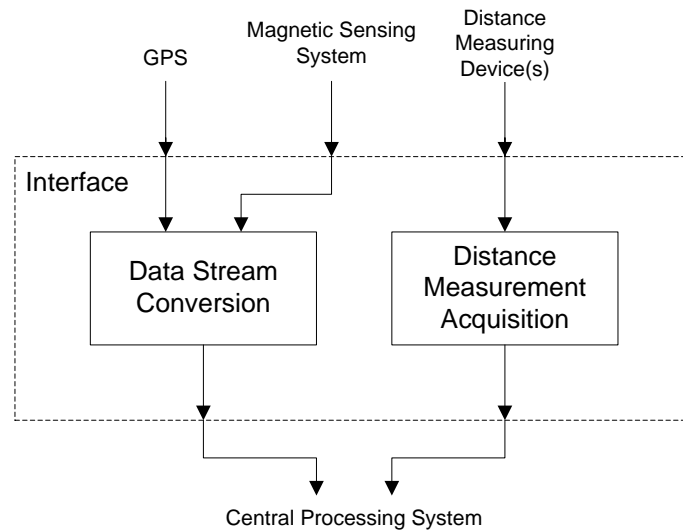 GPS
Magnetic Sensing
System
Distance
Measuring
Device(s)
Interface
Data Stream
Conversion
Distance
Measurement
Acquisition
Central Processing System